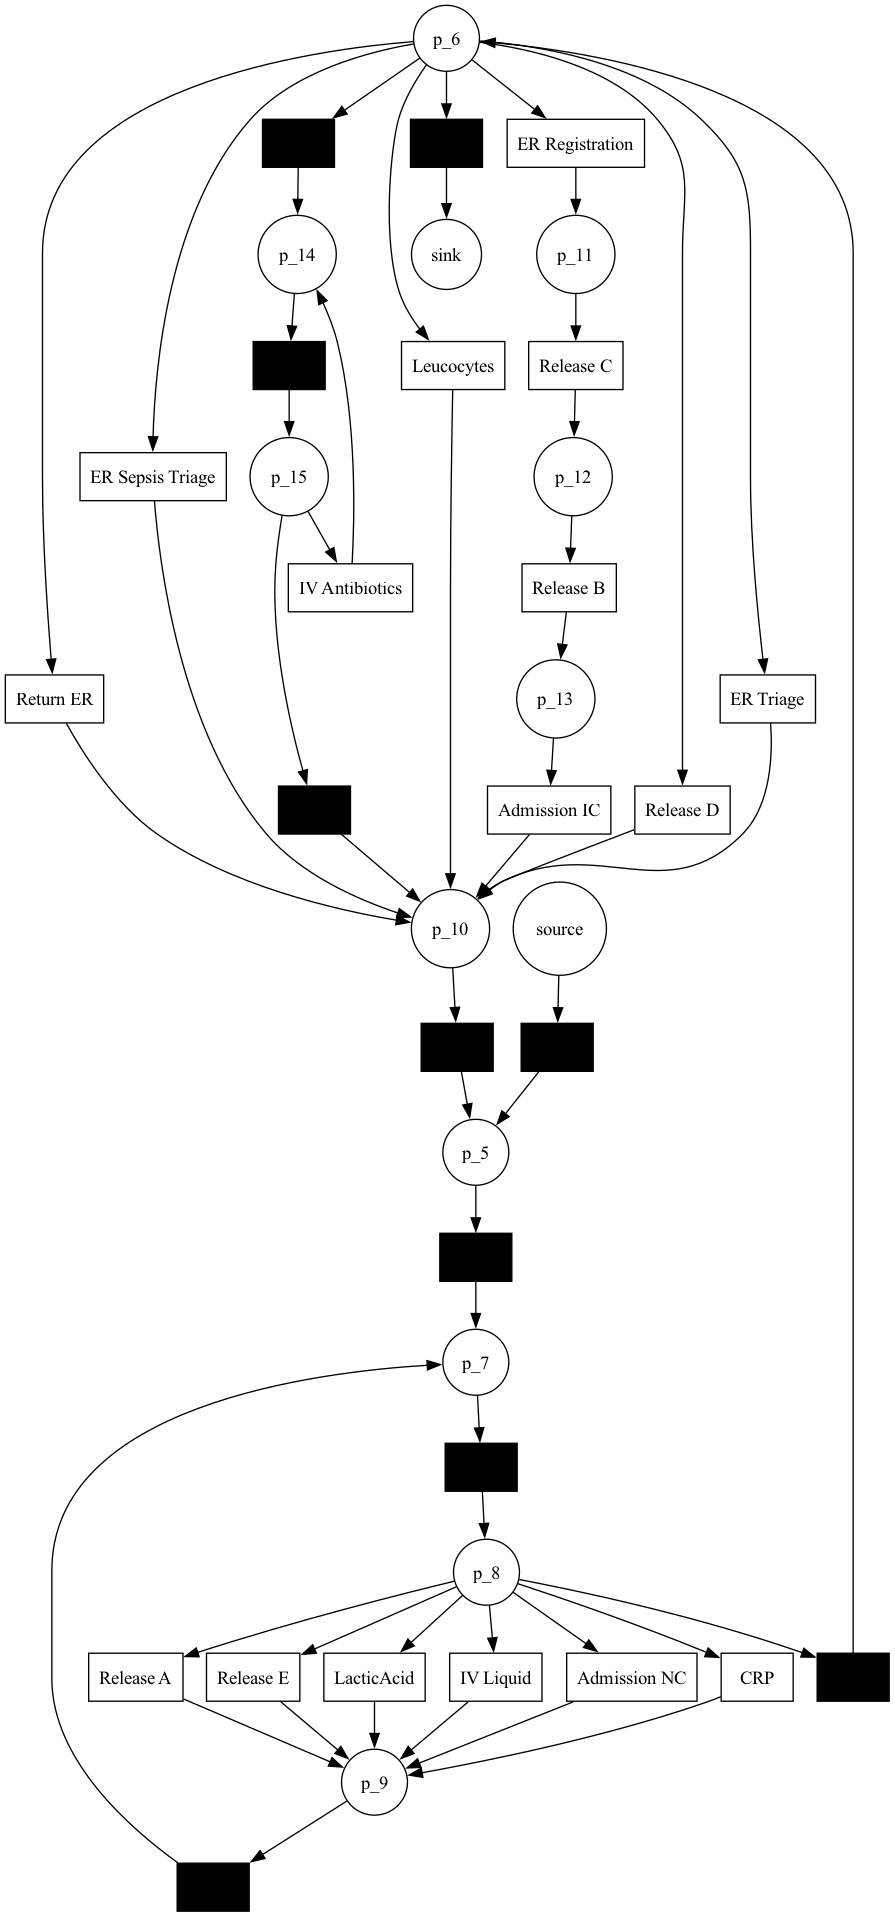 p_6
ER Registration
p_14
sink
p_11
Leucocytes
Release C
ER Sepsis Triage
p_15
p_12
IV Antibiotics
Release B
Return ER
p_13
ER Triage
Admission IC
Release D
p_10
source
p_5
p_7
p_8
Release A
Release E
LacticAcid
IV Liquid
Admission NC
CRP
p_9